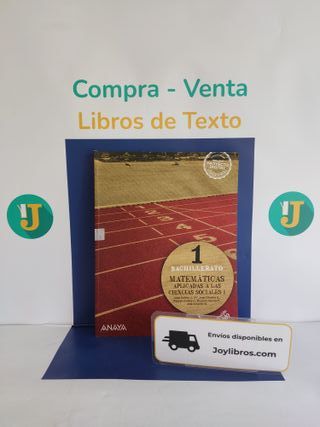 Compra - Venta
Libros de Texto
J
J
1
BACHILLERATO
MATEMÁTICAS
APLICADAS A LAS
CIENCIAS SOCIALES I
ANAYA
Envíos disponibles en
Joylibros.com